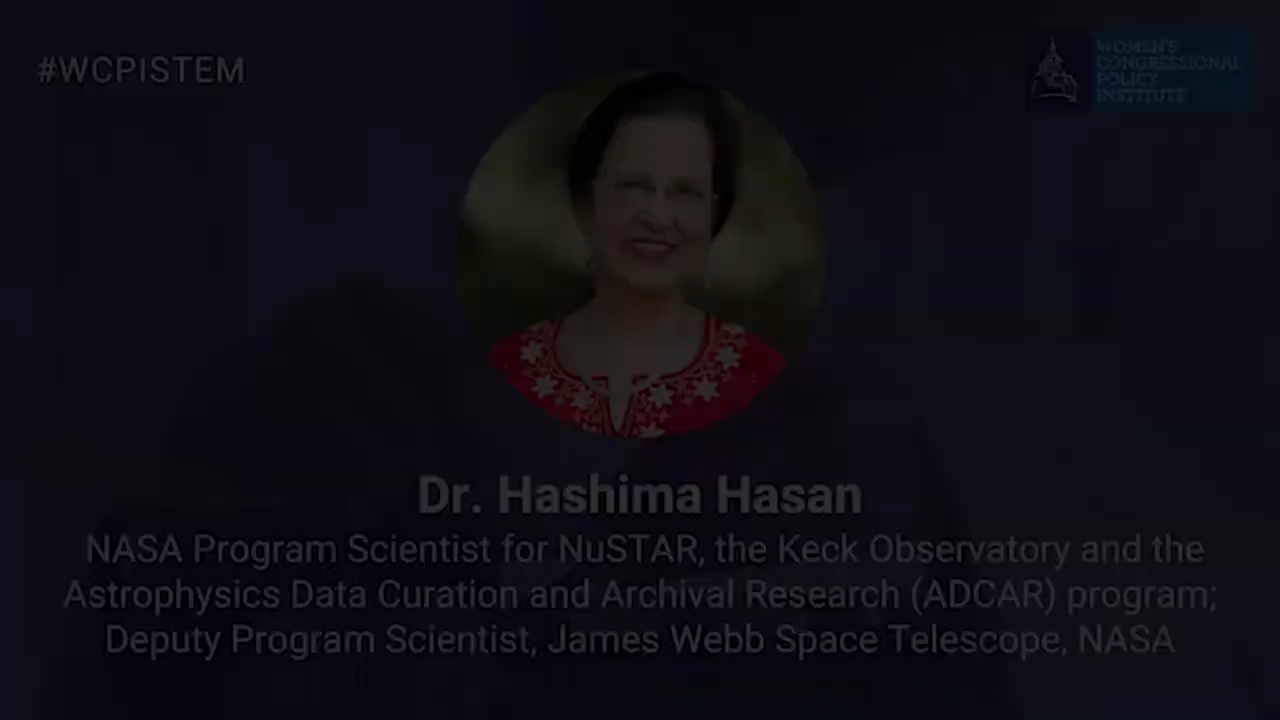 #WCPISTEM
WOMEN'S
CONGRESSIONAL
POLICY
INSTITUTE
Dr. Hashima Hasan
NASA Program Scientist for NuSTAR, the Keck Observatory and the
Astrophysics Data Curation and Archival Research (ADCAR) program;
Deputy Program Scientist, James Webb Space Telescope, NASA